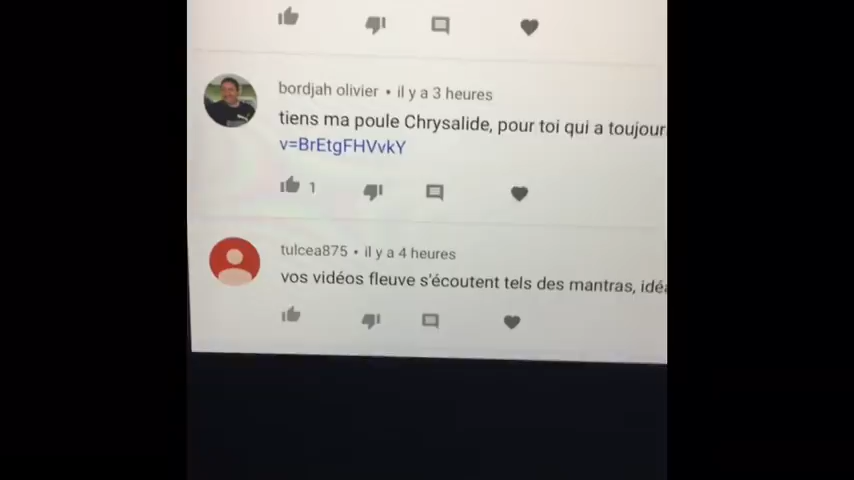 bordjah olivier • il y a 3 heures
tiens ma poule Chrysalide, pour toi qui a toujour
v=BrEtgFHVvkY
1
tulcea875 • il y a 4 heures
vos vidéos fleuve s'écoutent tels des mantras, idéa